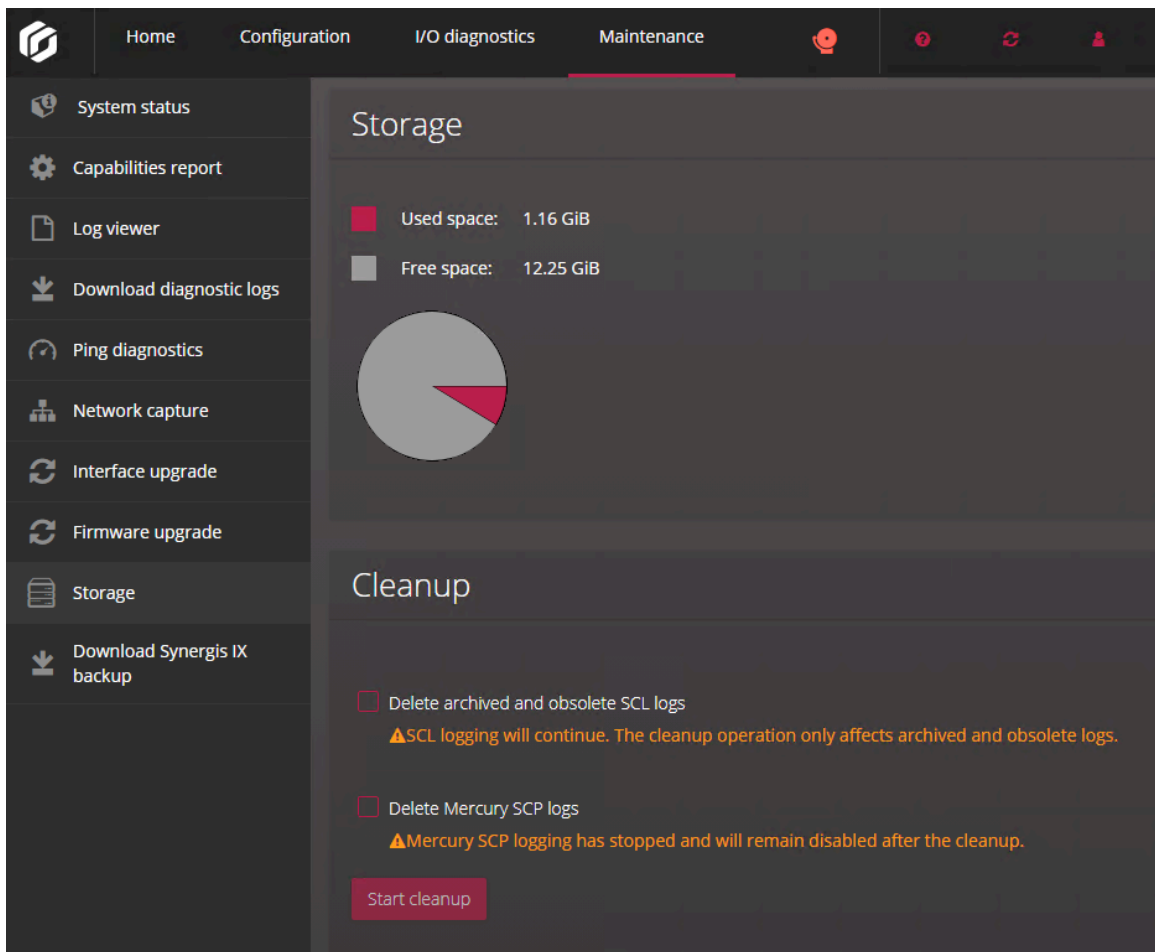 Home Configuration I/O diagnostics Maintenance
System status
Capabilities report
Log viewer
Download diagnostic logs
Ping diagnostics
Network capture
Interface upgrade
Firmware upgrade
Storage
Download Synergis IX
backup
Storage
Used space: 1.16 GiB
Free space: 12.25 GiB
Cleanup
Delete archived and obsolete SCL logs
SCL logging will continue. The cleanup operation only affects archived and obsolete logs.
Delete Mercury SCP logs
Mercury SCP logging has stopped and will remain disabled after the cleanup.
Start cleanup